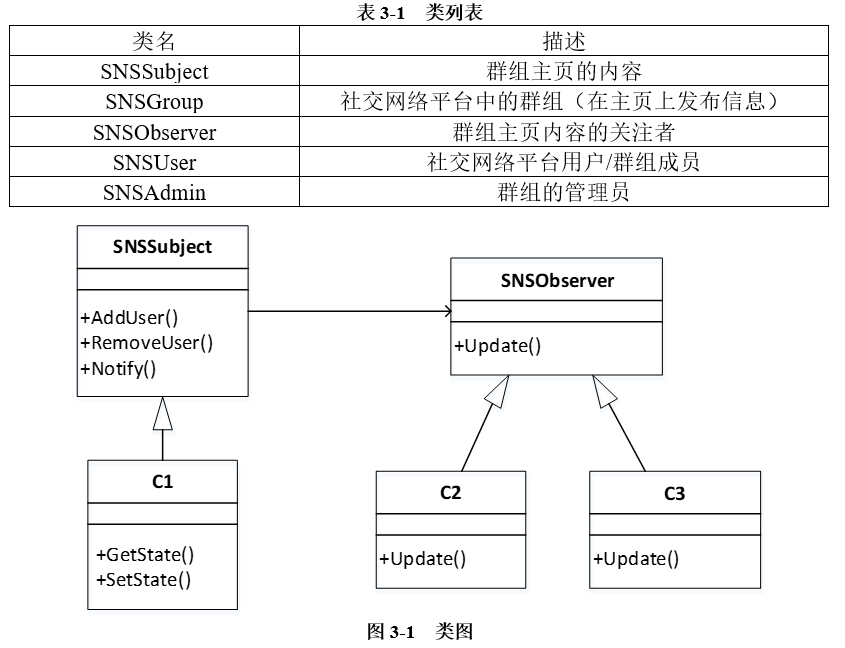 表 3-1 类列表
类名 描述
SNSSubject 群组主页的内容
SNSGroup 社交网络平台中的群组（在主页上发布信息）
SNSObserver 群组主页内容的关注者
SNSUser 社交网络平台用户/群组成员
SNSAdmin 群组的管理员
SNSSubject
+AddUser()
+RemoveUser()
+Notify()
SNSObserver
+Update()
C1
+GetState()
+SetState()
C2
+Update()
C3
+Update()
图 3-1 类图